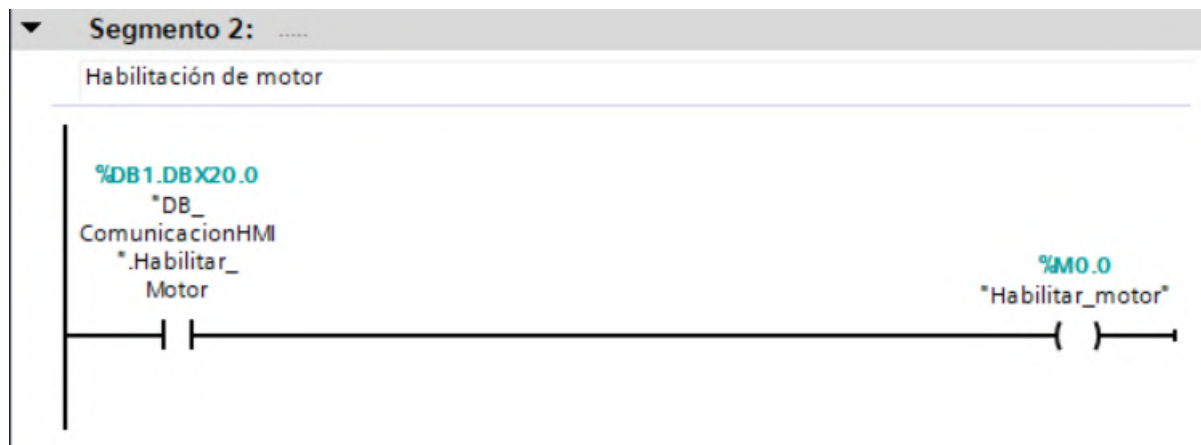 Segmento 2: .....
Habilitación de motor
%DB1.DBX20.0
"DB_
ComunicacionHMI
".Habilitar_
Motor
%M0.0
"Habilitar_motor"